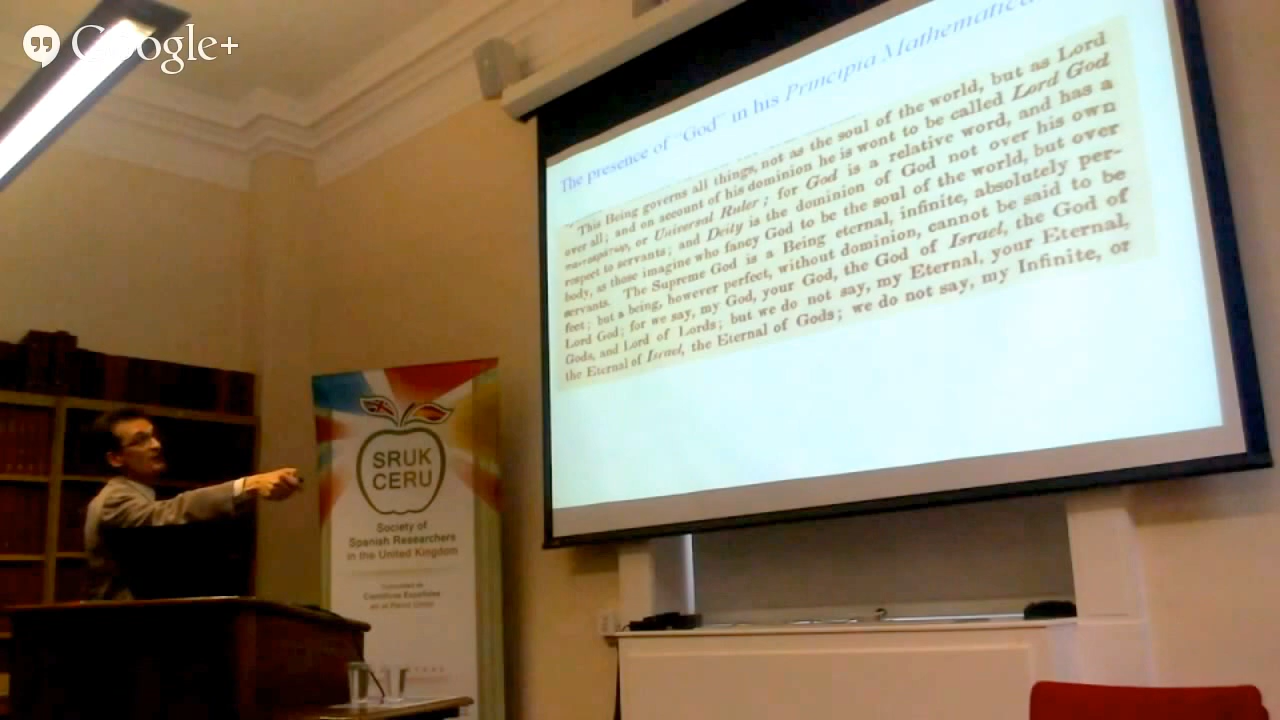 Google+
The presence of "God" in his Principia Mathematica
"This Being governs all things, not as the soul of the world, but as Lord
over all; and on account of his dominion he is wont to be called Lord God
or Universal Ruler; for God is a relative word, and has a
respect to servants; and Deity is the dominion of God not over his own
body, as those imagine who fancy God to be the soul of the world, but over
servants. The Supreme God is a Being eternal, infinite, absolutely per-
fect; but a being, however perfect, without dominion, cannot be said to be
Lord God; for we say, my God, your God, the God of Israel, the God of
Gods, and Lord of Lords; but we do not say, my Eternal, your Eternal,
the Eternal of Israel, the Eternal of Gods; we do not say, my Infinite, or
SRUK
CERU
Society of
Spanish Researchers
in the United Kingdom
Científicos Españoles
en el Reino Unido